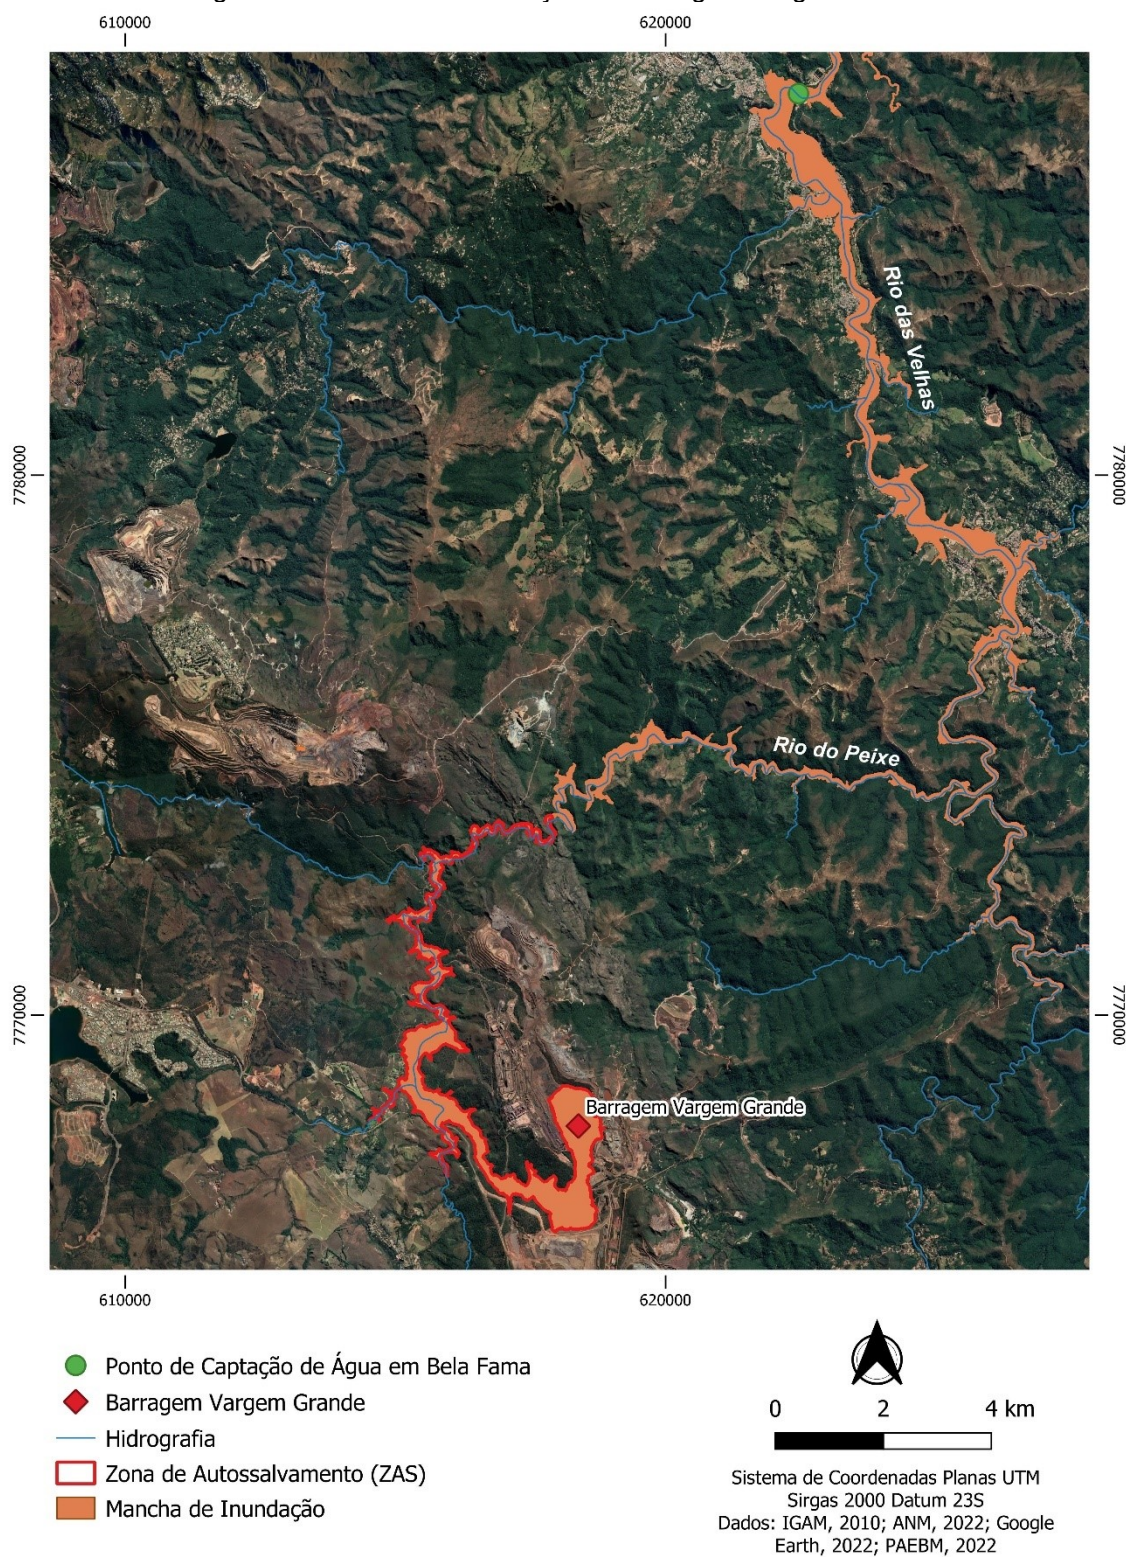 610000
620000
Rio das Velhas
7780000
7780000
Rio do Peixe
7770000
7770000
Barragem Vargem Grande
610000
620000
Ponto de Captação de Água em Bela Fama
Barragem Vargem Grande
Hidrografia
Zona de Autossalvamento (ZAS)
Mancha de Inundação
0 2 4 km
Sistema de Coordenadas Planas UTM
Sirgas 2000 Datum 23S
Dados: IGAM, 2010; ANM, 2022; Google
Earth, 2022; PAEBM, 2022